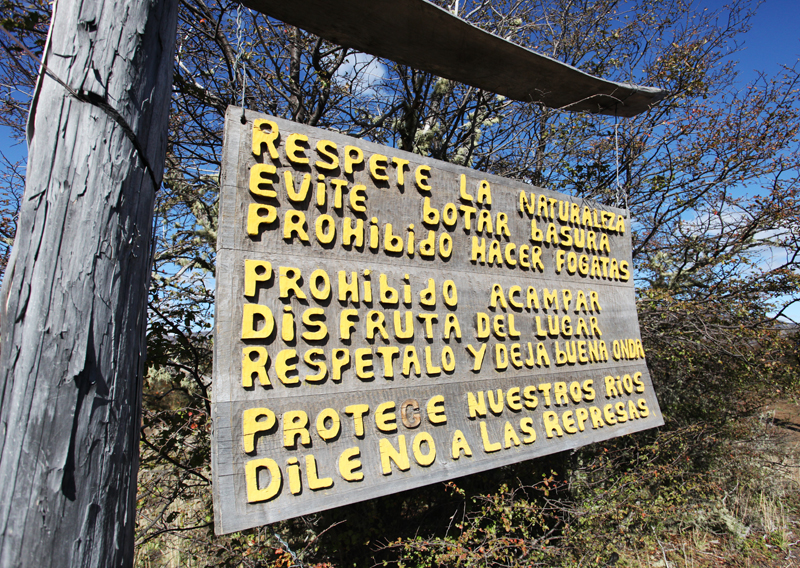 RESPETE LA NATURALEZA
EVITE bOTAR bASURA
PROHibido HACER FOGATAS
PROHibido ACAMPAR
DisFRUTA dEL LUGAR
RESPETALO Y dEJA bUENA ONdA
PROTEGE NUESTROS RiOS
DiLE NO A LAS REPRESAS